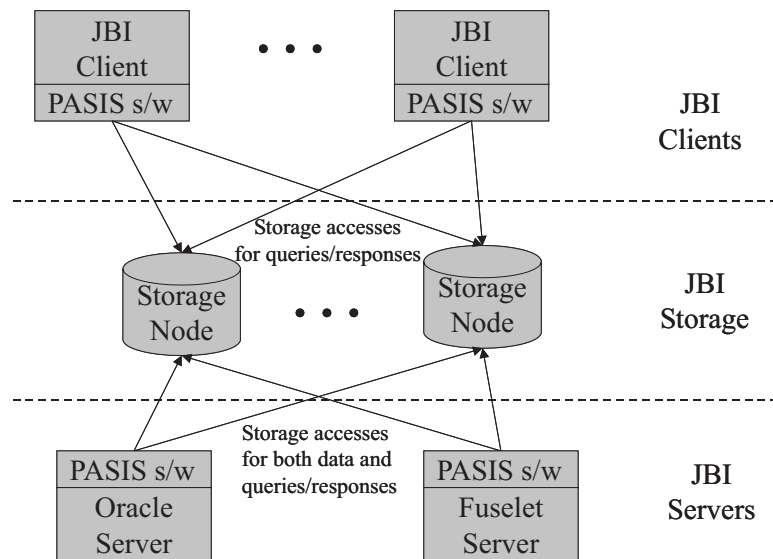 JBI
Client
PASIS s/w
JBI
Client
PASIS s/w
JBI
Clients
Storage accesses
for queries/responses
Storage
Node
Storage
Node
JBI
Storage
Storage accesses
for both data and
queries/responses
PASIS s/w
Oracle
Server
PASIS s/w
Fuselet
Server
JBI
Servers